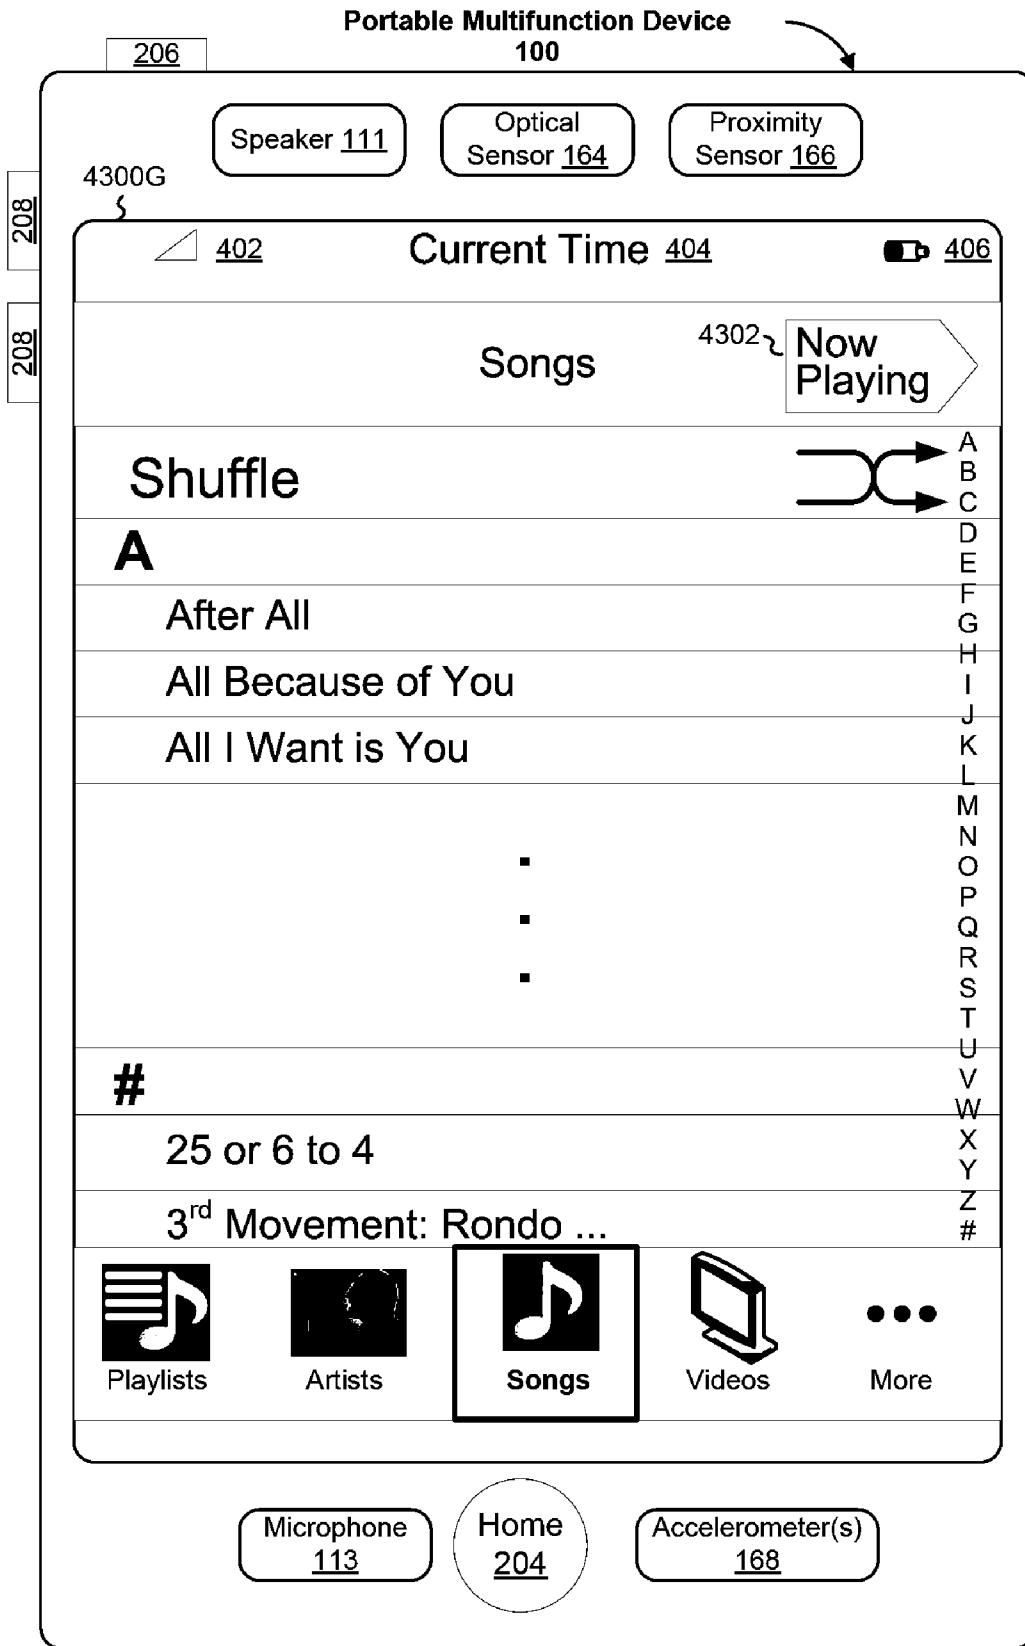 Portable Multifunction Device
100
206
Speaker 111
Optical
Sensor 164
Proximity
Sensor 166
4300G
208
208
402
Current Time 404
406
Songs
4302
Now
Playing
Shuffle
A
After All
All Because of You
All I Want is You
#
25 or 6 to 4
3rd Movement: Rondo ...
A
B
C
D
E
F
G
H
I
J
K
L
M
N
O
P
Q
R
S
T
U
V
W
X
Y
Z
#
Playlists
Artists
Songs
Videos
More
Microphone
113
Home
204
Accelerometer(s)
168